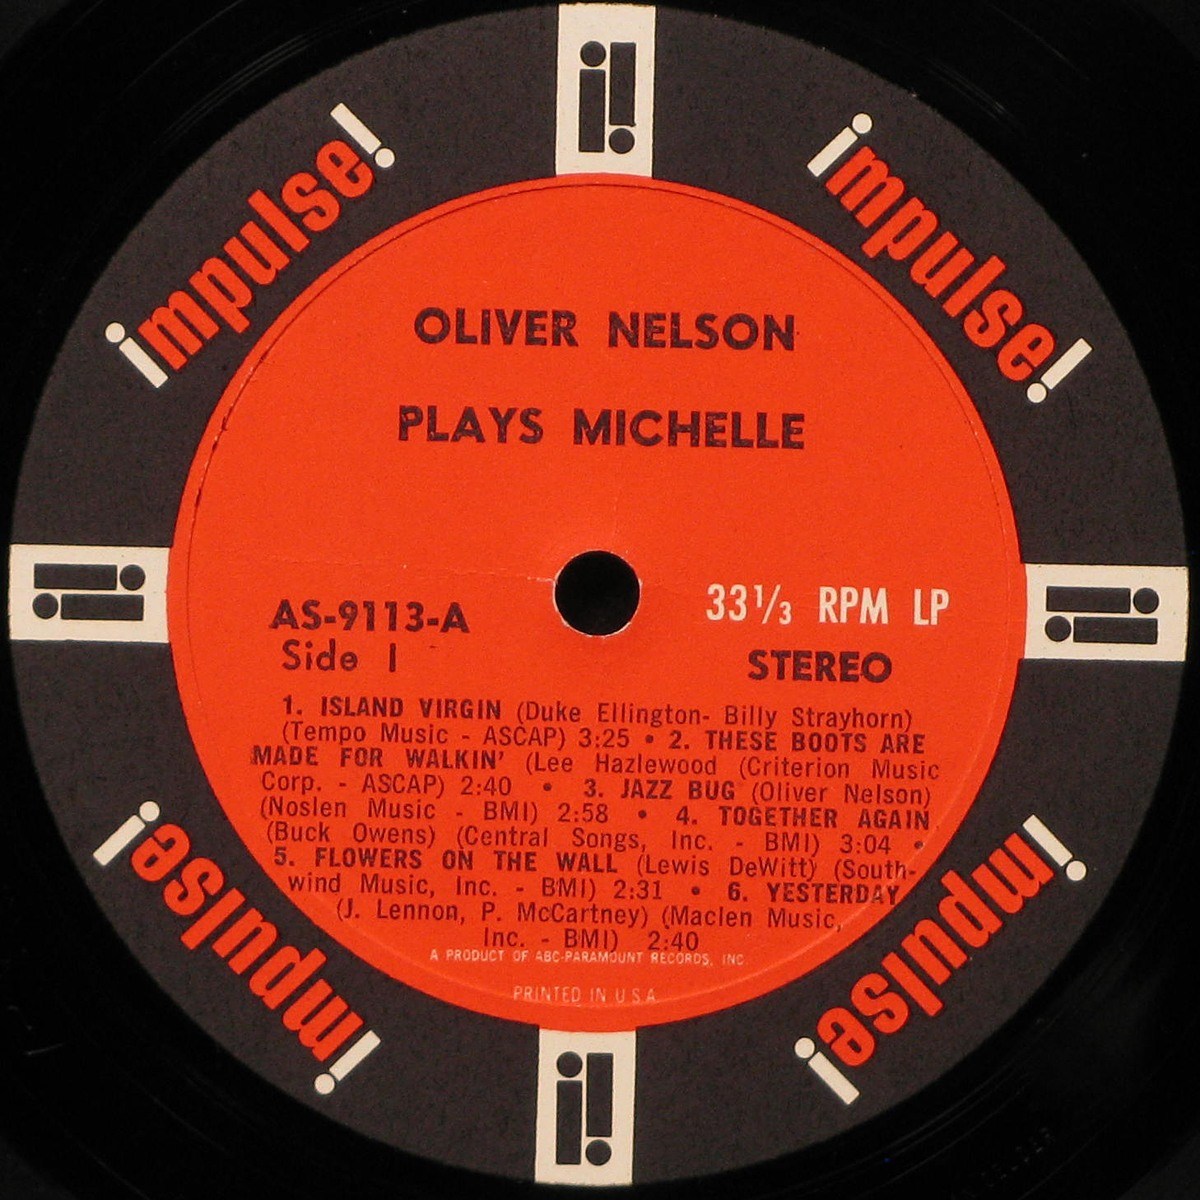 impulse!
impulse!
OLIVER NELSON
PLAYS MICHELLE
AS-9113-A
Side 1
33⅓ RPM LP
STEREO
1. ISLAND VIRGIN (Duke Ellington- Billy Strayhorn)
(Tempo Music - ASCAP) 3:25 • 2. THESE BOOTS ARE
MADE FOR WALKIN' (Lee Hazlewood (Criterion Music
Corp. - ASCAP) 2:40 • 3. JAZZ BUG (Oliver Nelson)
(Noslen Music - BMI) 2:58 • 4. TOGETHER AGAIN
(Buck Owens) (Central Songs, Inc. - BMI) 3:04 •
5. FLOWERS ON THE WALL (Lewis DeWitt) (South-
wind Music, Inc. - BMI) 2:31 • 6. YESTERDAY
(J. Lennon, P. McCartney) (Maclen Music,
Inc. - BMI) 2:40
A PRODUCT OF ABC-PARAMOUNT RECORDS, INC.
PRINTED IN U.S.A.
impulse!
impulse!